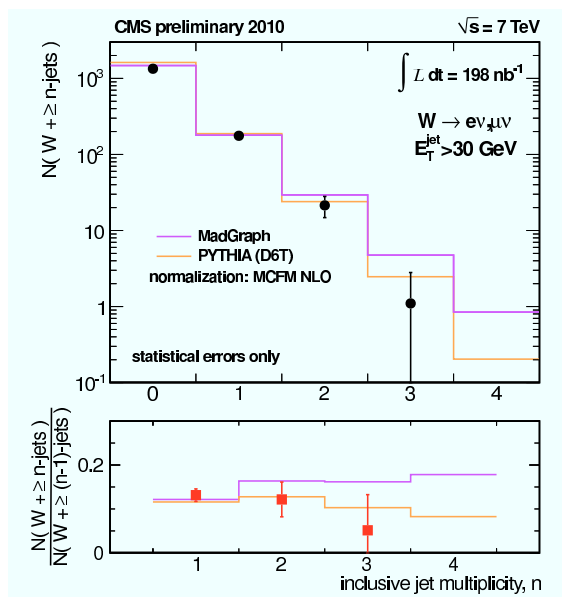 CMS preliminary 2010
√s = 7 TeV
N( W + ≥ n-jets )
10³
10²
10
1
10⁻¹
∫ L dt = 198 nb⁻¹
W → eν, μν
E_T^jet >30 GeV
MadGraph
PYTHIA (D6T)
normalization: MCFM NLO
statistical errors only
0 1 2 3 4
N( W + ≥ n-jets )
N( W + ≥ (n-1)-jets )
0.2
0
1 2 3 4
inclusive jet multiplicity, n